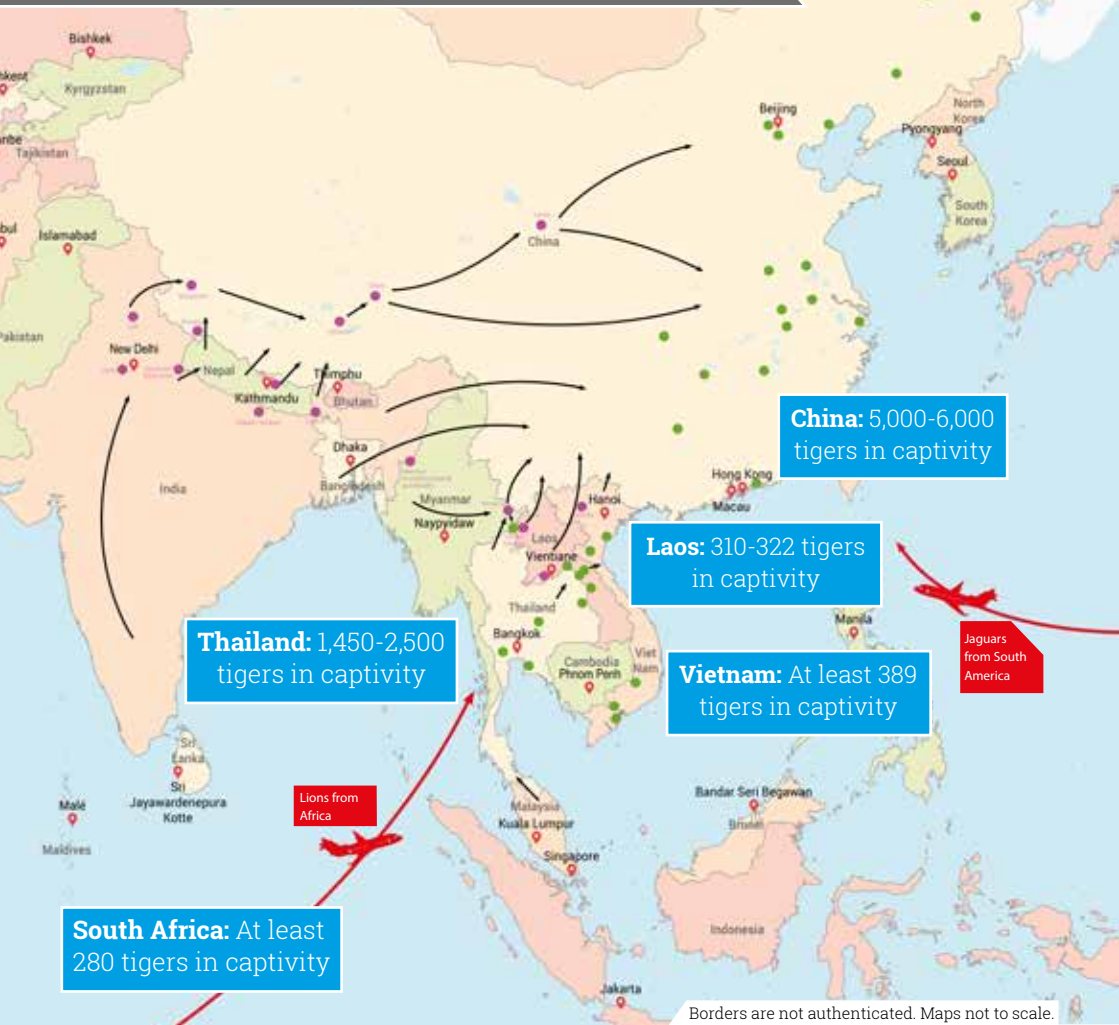 Bishkek
Kyrgyzstan
Tajikistan
Islamabad
Pakistan
New Delhi
Nepal
Kathmandu
Thimphu
Bhutan
Dhaka
Bangladesh
India
Myanmar
Naypyidaw
China
Beijing
North
Korea
Pyongyang
Seoul
South
Korea
Hong Kong
Macau
Hanoi
Laos
Vientiane
Thailand
Bangkok
Cambodia
Phnom Penh
Viet
Nam
Manila
China: 5,000-6,000
tigers in captivity
Laos: 310-322 tigers
in captivity
Thailand: 1,450-2,500
tigers in captivity
Vietnam: At least 389
tigers in captivity
Jaguars
from South
America
Lions from
Africa
South Africa: At least
280 tigers in captivity
Sri
Lanka
Sri
Jayawardenepura
Kotte
Malé
Maldives
Malaysia
Kuala Lumpur
Singapore
Bandar Seri Begawan
Brunei
Indonesia
Jakarta
Borders are not authenticated. Maps not to scale.